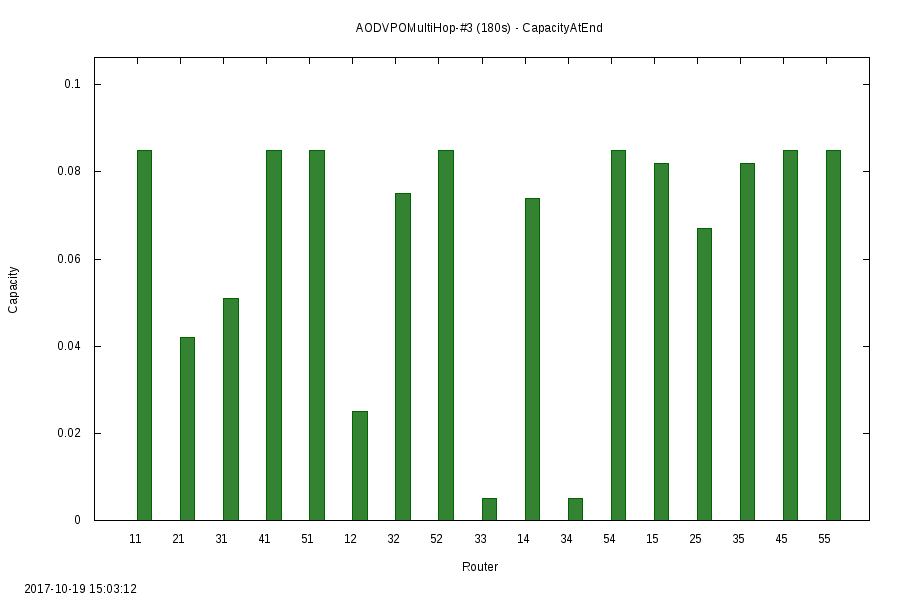 AODVPOMultiHop-#3 (180s) - CapacityAtEnd
0.1
0.08
0.06
0.04
0.02
0
Capacity
11 21 31 41 51 12 32 52 33 14 34 54 15 25 35 45 55
Router
2017-10-19 15:03:12